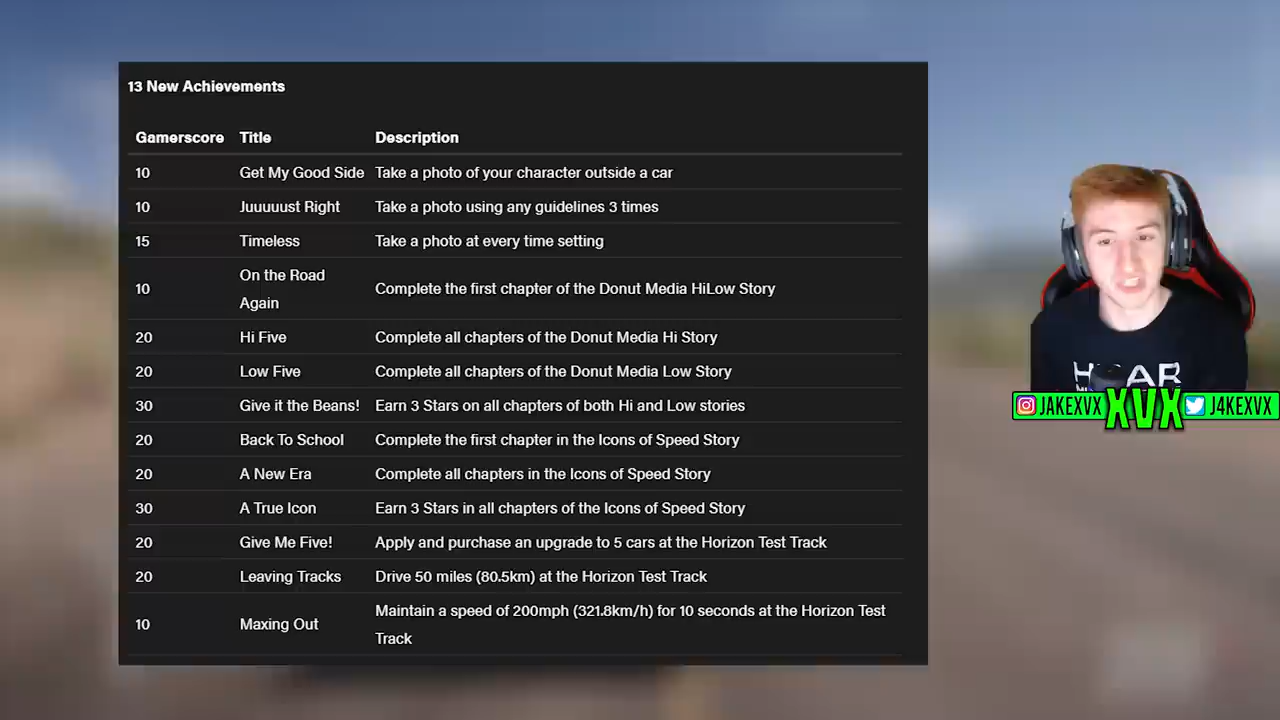 13 New Achievements
Gamerscore Title Description
10 Get My Good Side Take a photo of your character outside a car
10 Juuuuust Right Take a photo using any guidelines 3 times
15 Timeless Take a photo at every time setting
10 On the Road Again Complete the first chapter of the Donut Media HiLow Story
20 Hi Five Complete all chapters of the Donut Media Hi Story
20 Low Five Complete all chapters of the Donut Media Low Story
30 Give it the Beans! Earn 3 Stars on all chapters of both Hi and Low stories
20 Back To School Complete the first chapter in the Icons of Speed Story
20 A New Era Complete all chapters in the Icons of Speed Story
30 A True Icon Earn 3 Stars in all chapters of the Icons of Speed Story
20 Give Me Five! Apply and purchase an upgrade to 5 cars at the Horizon Test Track
20 Leaving Tracks Drive 50 miles (80.5km) at the Horizon Test Track
10 Maxing Out Maintain a speed of 200mph (321.8km/h) for 10 seconds at the Horizon Test
Track
JAKEXVX XVX J4KEXVX